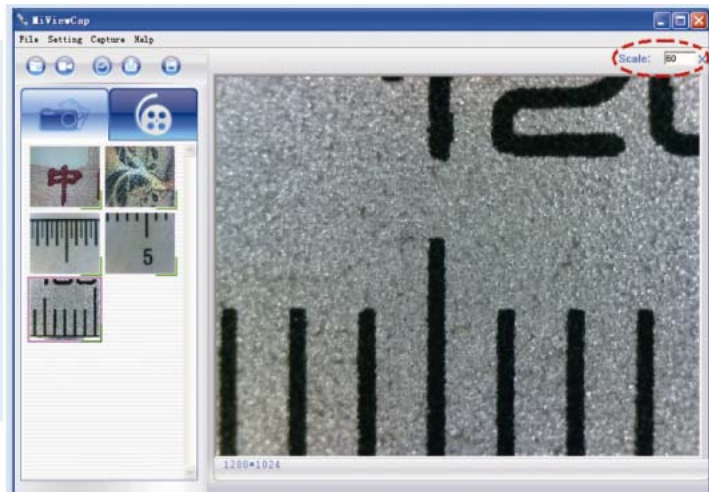 MiViewCap
File Setting Capture Help
Scale: 60 X
中
5
120
1280*1024